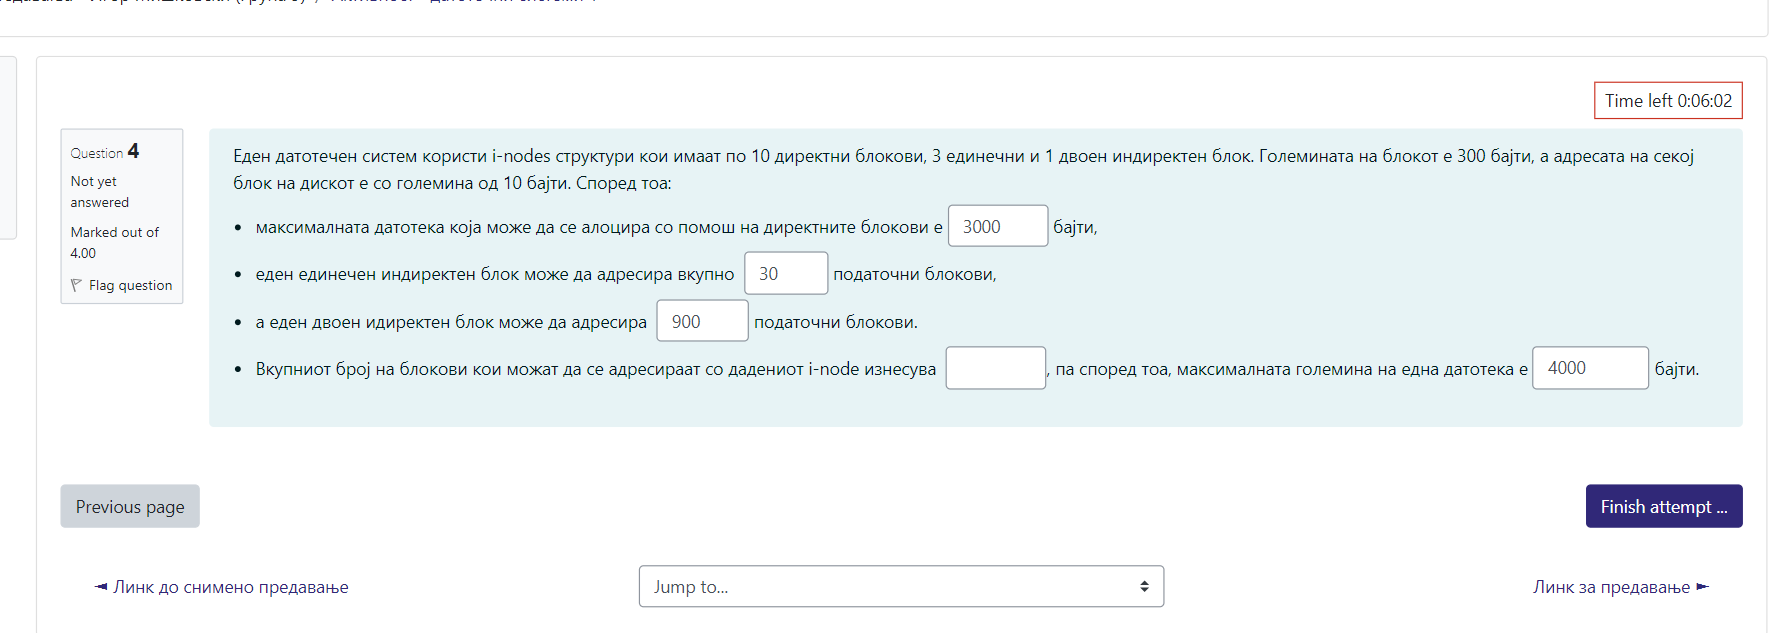 Time left 0:06:02
Question 4
Not yet
answered
Marked out of
4.00
Flag question
Еден датотечен систем користи i-nodes структури кои имаат по 10 директни блокови, 3 единечни и 1 двоен индиректен блок. Големината на блокот е 300 бајти, а адресата на секој
блок на дискот е со големина од 10 бајти. Според тоа:
• максималната датотека која може да се алоцира со помош на директните блокови е 3000 бајти,
• еден единечен индиректен блок може да адресира вкупно 30 податочни блокови,
• а еден двоен идиректен блок може да адресира 900 податочни блокови.
• Вкупниот број на блокови кои можат да се адресираат со дадениот i-node изнесува , па според тоа, максималната големина на една датотека е 4000 бајти.
Previous page
Finish attempt ...
◄ Линк до снимено предавање
Jump to...
Линк за предавање ►